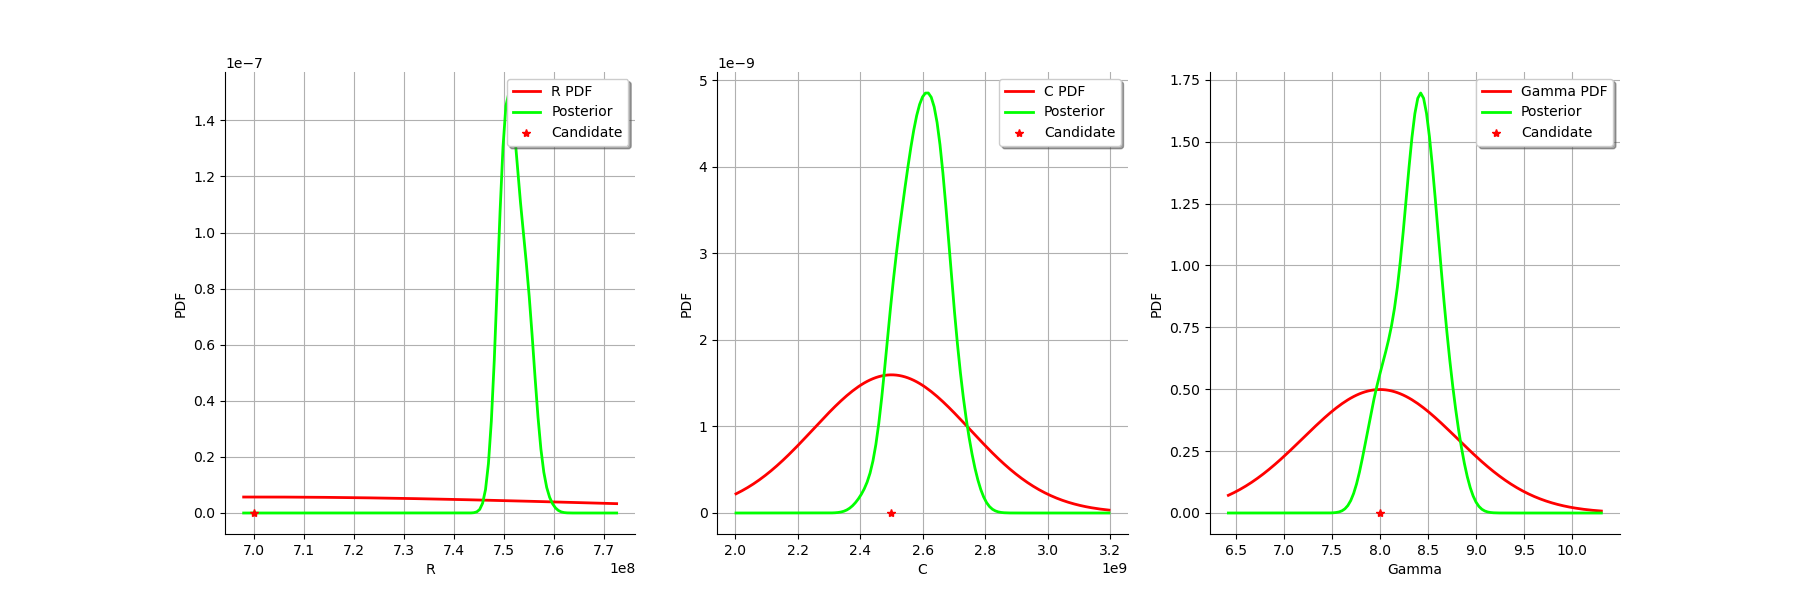 1e−7
R PDF
Posterior
Candidate
1.4
1.2
1.0
0.8
0.6
0.4
0.2
0.0
PDF
7.0 7.1 7.2 7.3 7.4 7.5 7.6 7.7
R
1e8
1e−9
C PDF
Posterior
Candidate
5
4
3
2
1
0
PDF
2.0 2.2 2.4 2.6 2.8 3.0 3.2
C
1e9
Gamma PDF
Posterior
Candidate
1.75
1.50
1.25
1.00
0.75
0.50
0.25
0.00
PDF
6.5 7.0 7.5 8.0 8.5 9.0 9.5 10.0
Gamma